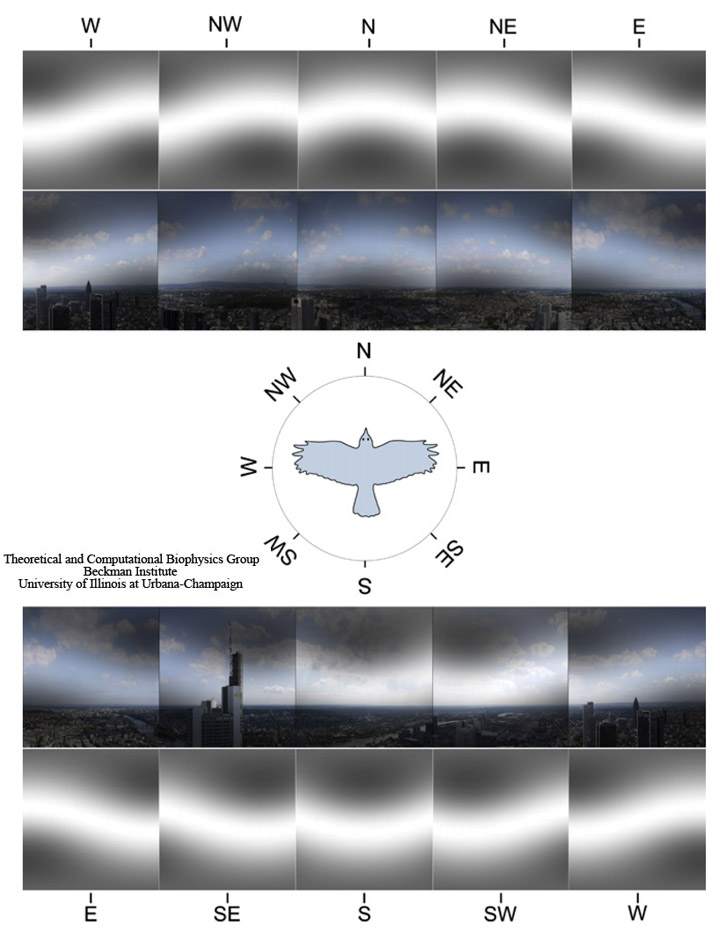 W NW N NE E
N
NW NE
W E
SW SE
S
Theoretical and Computational Biophysics Group
Beckman Institute
University of Illinois at Urbana-Champaign
E SE S SW W